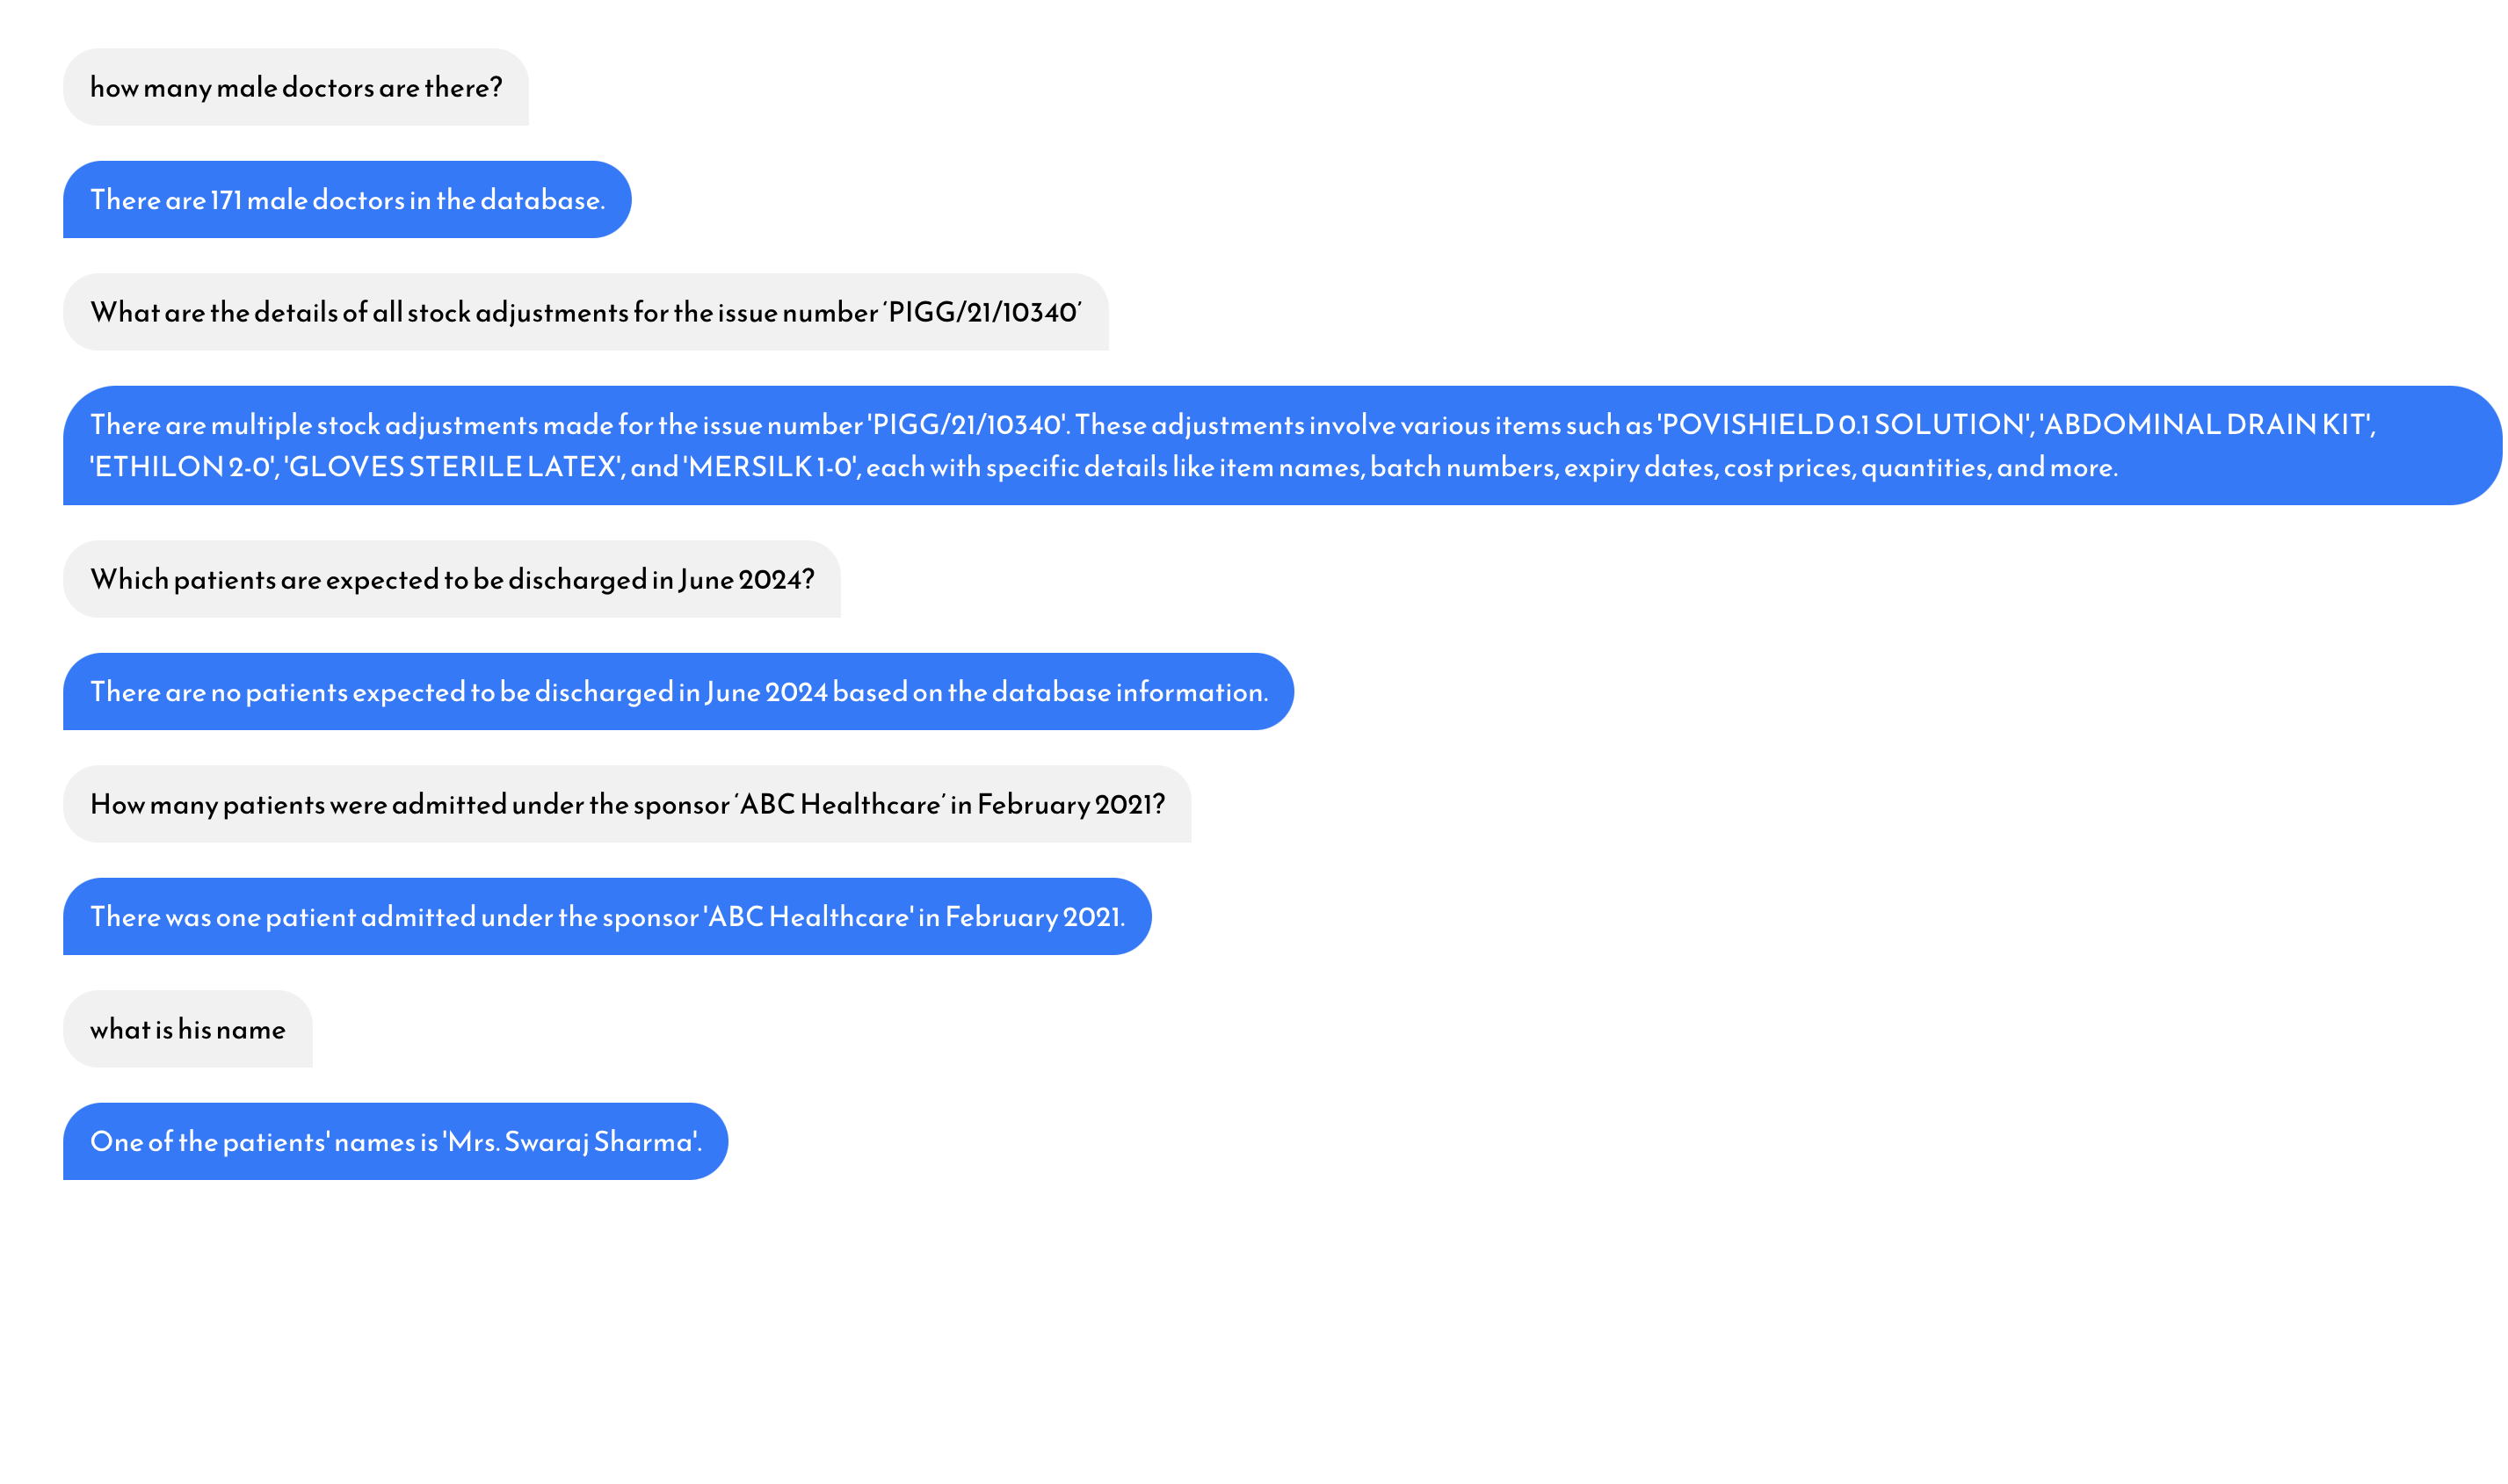 how many male doctors are there?
There are 171 male doctors in the database.
What are the details of all stock adjustments for the issue number ‘PIGG/21/10340’
There are multiple stock adjustments made for the issue number 'PIGG/21/10340'. These adjustments involve various items such as 'POVISHIELD 0.1 SOLUTION', 'ABDOMINAL DRAIN KIT',
'ETHILON 2-0', 'GLOVES STERILE LATEX', and 'MERSILK 1-0', each with specific details like item names, batch numbers, expiry dates, cost prices, quantities, and more.
Which patients are expected to be discharged in June 2024?
There are no patients expected to be discharged in June 2024 based on the database information.
How many patients were admitted under the sponsor ‘ABC Healthcare’ in February 2021?
There was one patient admitted under the sponsor 'ABC Healthcare' in February 2021.
what is his name
One of the patients' names is 'Mrs. Swaraj Sharma'.